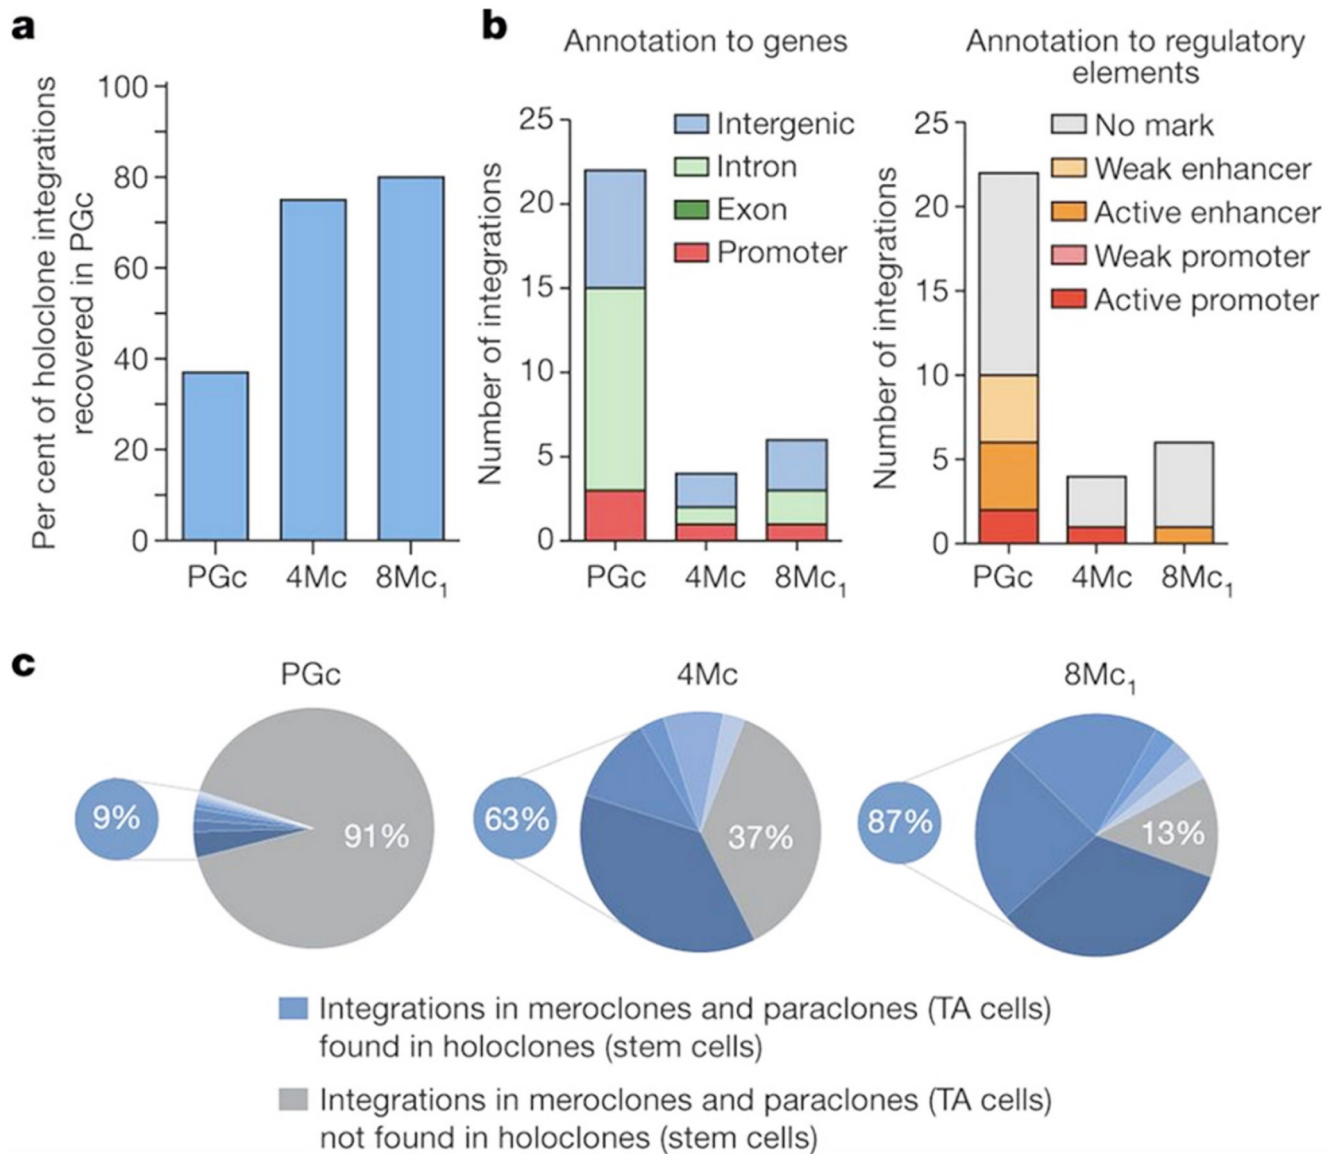 a
Per cent of holoclone integrations
recovered in PGc
100
80
60
40
20
0
PGc
4Mc
8Mc1
b
Annotation to genes
Number of integrations
25
20
15
10
5
0
Intergenic
Intron
Exon
Promoter
PGc
4Mc
8Mc1
Annotation to regulatory
elements
Number of integrations
25
20
15
10
5
0
No mark
Weak enhancer
Active enhancer
Weak promoter
Active promoter
PGc
4Mc
8Mc1
c
PGc
9%
91%
4Mc
63%
37%
8Mc1
87%
13%
Integrations in meroclones and paraclones (TA cells)
found in holoclones (stem cells)
Integrations in meroclones and paraclones (TA cells)
not found in holoclones (stem cells)